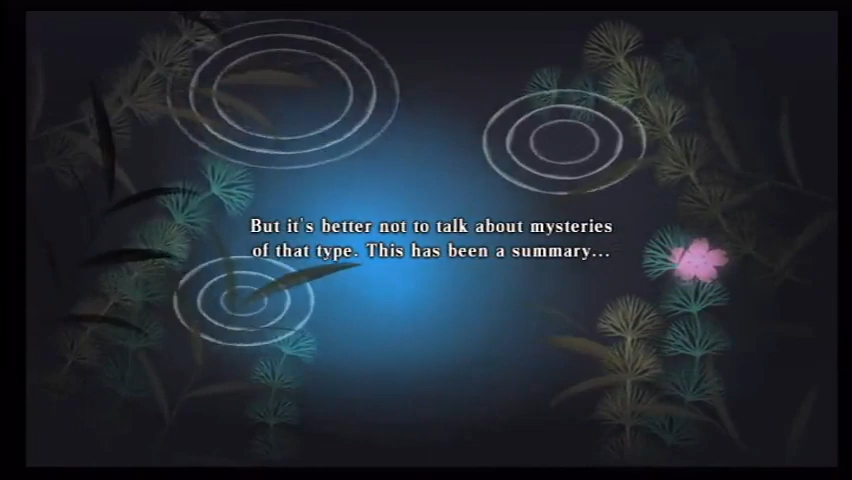 But it's better not to talk about mysteries
of that type. This has been a summary...